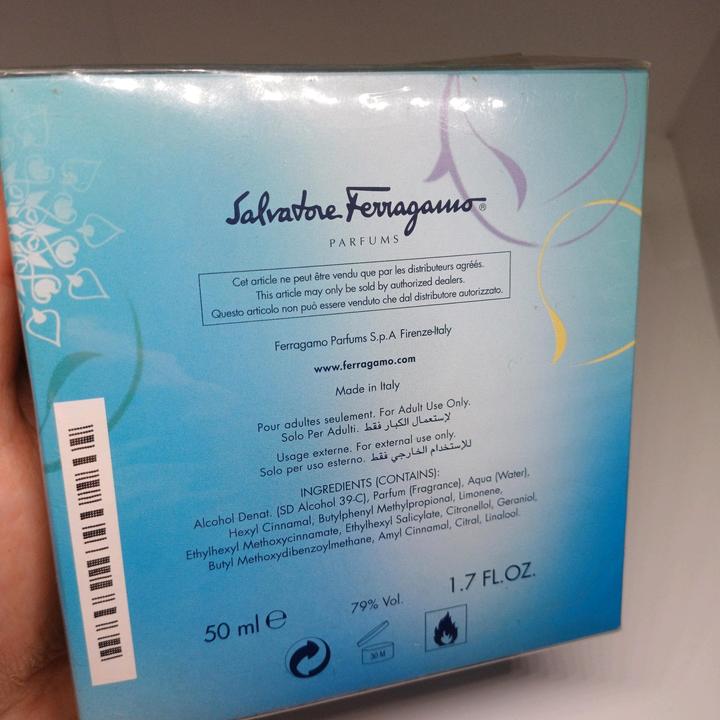 Salvatore Ferragamo®
PARFUMS
Cet article ne peut être vendu que par les distributeurs agréés.
This article may only be sold by authorized dealers.
Questo articolo non può essere venduto che dal distributore autorizzato.
Ferragamo Parfums S.p.A Firenze-Italy
www.ferragamo.com
Made in Italy
Pour adultes seulement. For Adult Use Only.
Solo Per Adulti. لإستعمال الكبار فقط
Usage externe. For external use only.
Solo per uso esterno. للإستخدام الخارجي فقط
INGREDIENTS (CONTAINS):
Alcohol Denat. (SD Alcohol 39-C), Parfum (Fragrance), Aqua (Water),
Hexyl Cinnamal, Butylphenyl Methylpropional, Limonene,
Ethylhexyl Methoxycinnamate, Ethylhexyl Salicylate, Citronellol, Geraniol,
Butyl Methoxydibenzoylmethane, Amyl Cinnamal, Citral, Linalool.
50 ml ℮ 79% Vol. 1.7 FL.OZ.
30 M